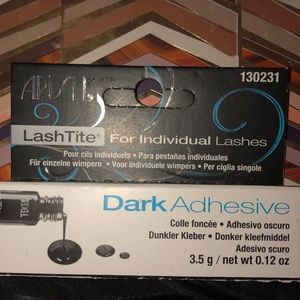 ARDELL
130231
LashTite® For Individual Lashes
Pour cils individuels • Para pestañas individuales
Für einzelne wimpern • Voor individuele wimpers • Per ciglia singole
Dark Adhesive
Colle foncée • Adhesivo oscuro
Dunkler Kleber • Donker kleefmiddel
Adesivo scuro
3.5 g / net wt 0.12 oz